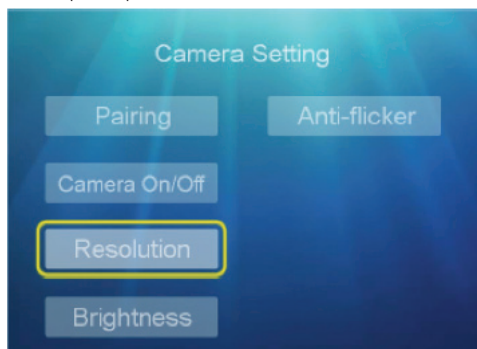 Camera Setting
Pairing
Anti-flicker
Camera On/Off
Resolution
Brightness